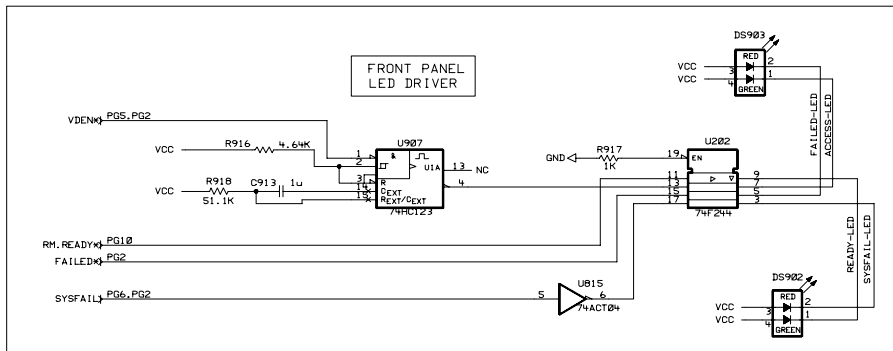 DS903
RED
VCC 3 2
VCC 4 1
GREEN
FRONT PANEL
LED DRIVER
FAILED-LED
ACCESS-LED
VDEN* PG5.PG2
R916 4.64K
VCC
U907
1 &
2
3 R
14 CEXT
15 REXT/CEXT
U1A 13 NC
4
74HC123
R918 C913 1u
VCC
51.1K
R917
GND 1K
U202
19 EN
11 9
13 7
15 5
17 3
74F244
READY-LED
SYSFAIL-LED
RM.READY* PG10
FAILED* PG2
SYSFAIL PG6.PG2
U815
5 6
74ACT04
DS902
RED
VCC 3 2
VCC 4 1
GREEN